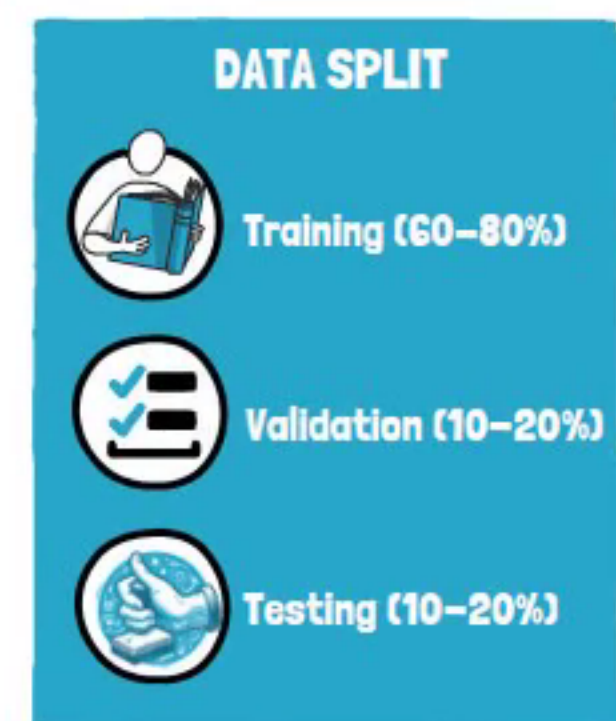 DATA SPLIT
Training (60–80%)
Validation (10–20%)
Testing (10–20%)